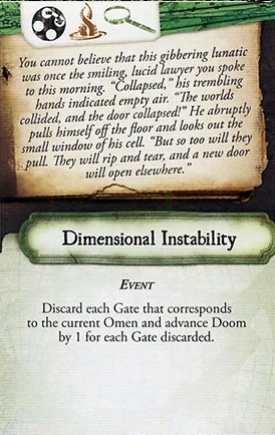 You cannot believe that this gibbering lunatic
was once the smiling, lucid lawyer you spoke
to this morning. “Collapsed,” his trembling
hands indicated empty air. “The worlds
collided, and the door collapsed!” He abruptly
pulls himself off the floor and looks out the
small window of his cell. “But so too will they
pull. They will rip and tear, and a new door
will open elsewhere.”
Dimensional Instability
EVENT
Discard each Gate that corresponds
to the current Omen and advance Doom
by 1 for each Gate discarded.